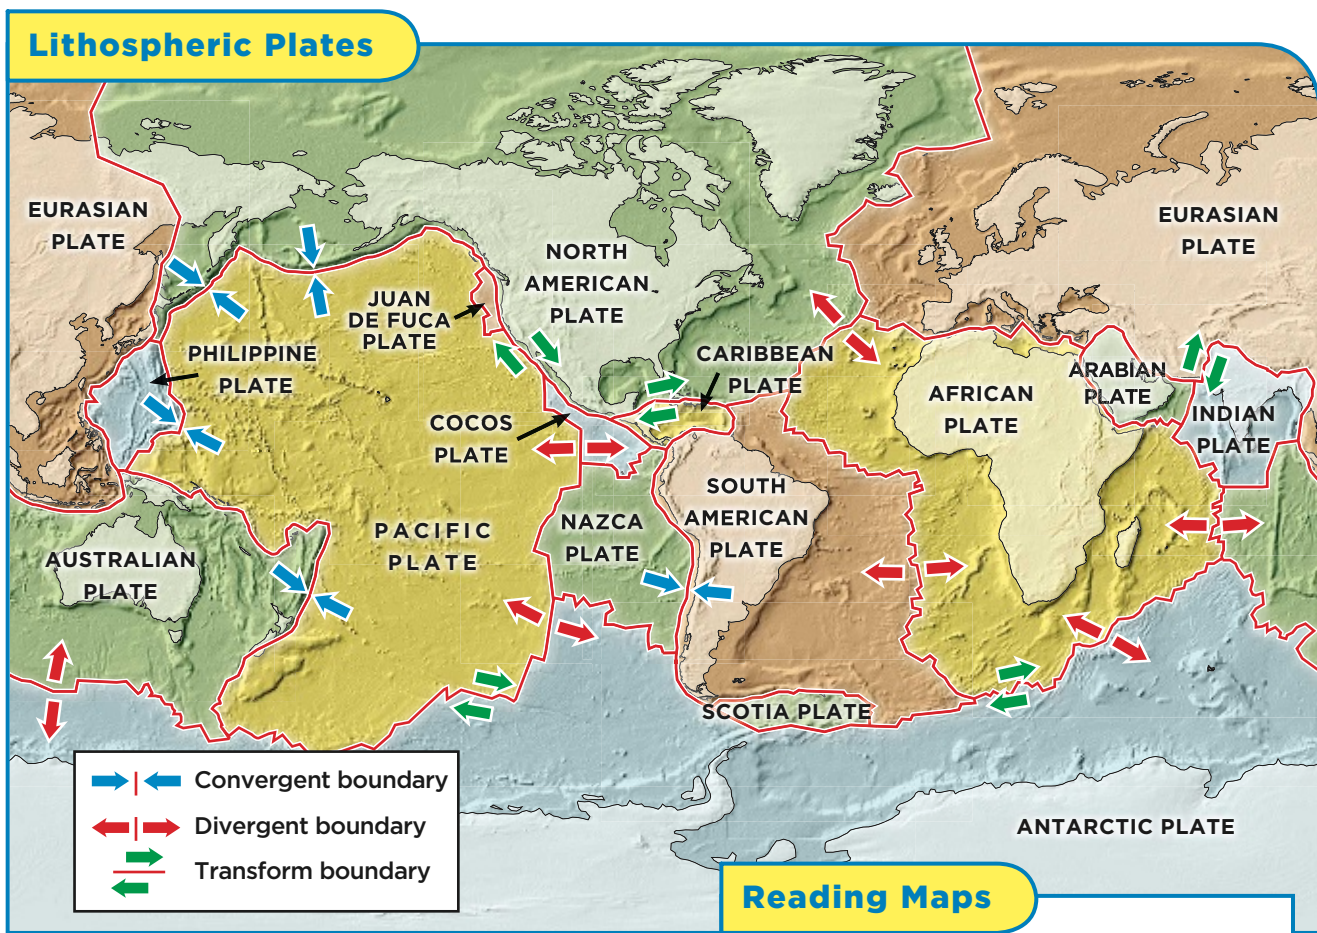 Lithospheric Plates
EURASIAN
PLATE
NORTH
AMERICAN
PLATE
JUAN
DE FUCA
PLATE
EURASIAN
PLATE
PHILIPPINE
PLATE
CARIBBEAN
PLATE
AFRICAN
PLATE
ARABIAN
PLATE
INDIAN
PLATE
COCOS
PLATE
SOUTH
AMERICAN
PLATE
NAZCA
PLATE
PACIFIC
PLATE
AUSTRALIAN
PLATE
SCOTIA PLATE
ANTARCTIC PLATE
Convergent boundary
Divergent boundary
Transform boundary
Reading Maps